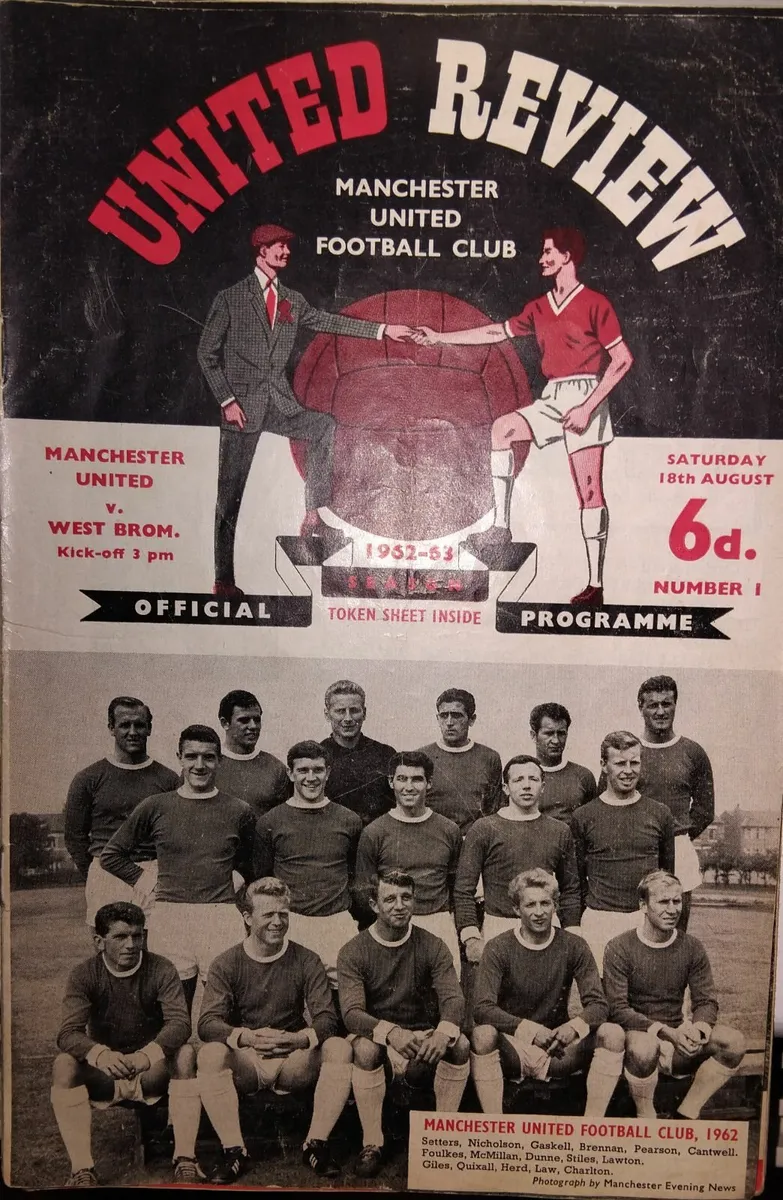 UNITED REVIEW
MANCHESTER
UNITED
FOOTBALL CLUB
MANCHESTER
UNITED
v.
WEST BROM.
Kick-off 3 pm
SATURDAY
18th AUGUST
6d.
NUMBER 1
1962-63
SEASON
OFFICIAL
TOKEN SHEET INSIDE
PROGRAMME
MANCHESTER UNITED FOOTBALL CLUB, 1962
Setters, Nicholson, Gaskell, Brennan, Pearson, Cantwell.
Foulkes, McMillan, Dunne, Stiles, Lawton.
Giles, Quixall, Herd, Law, Charlton.
Photograph by Manchester Evening News